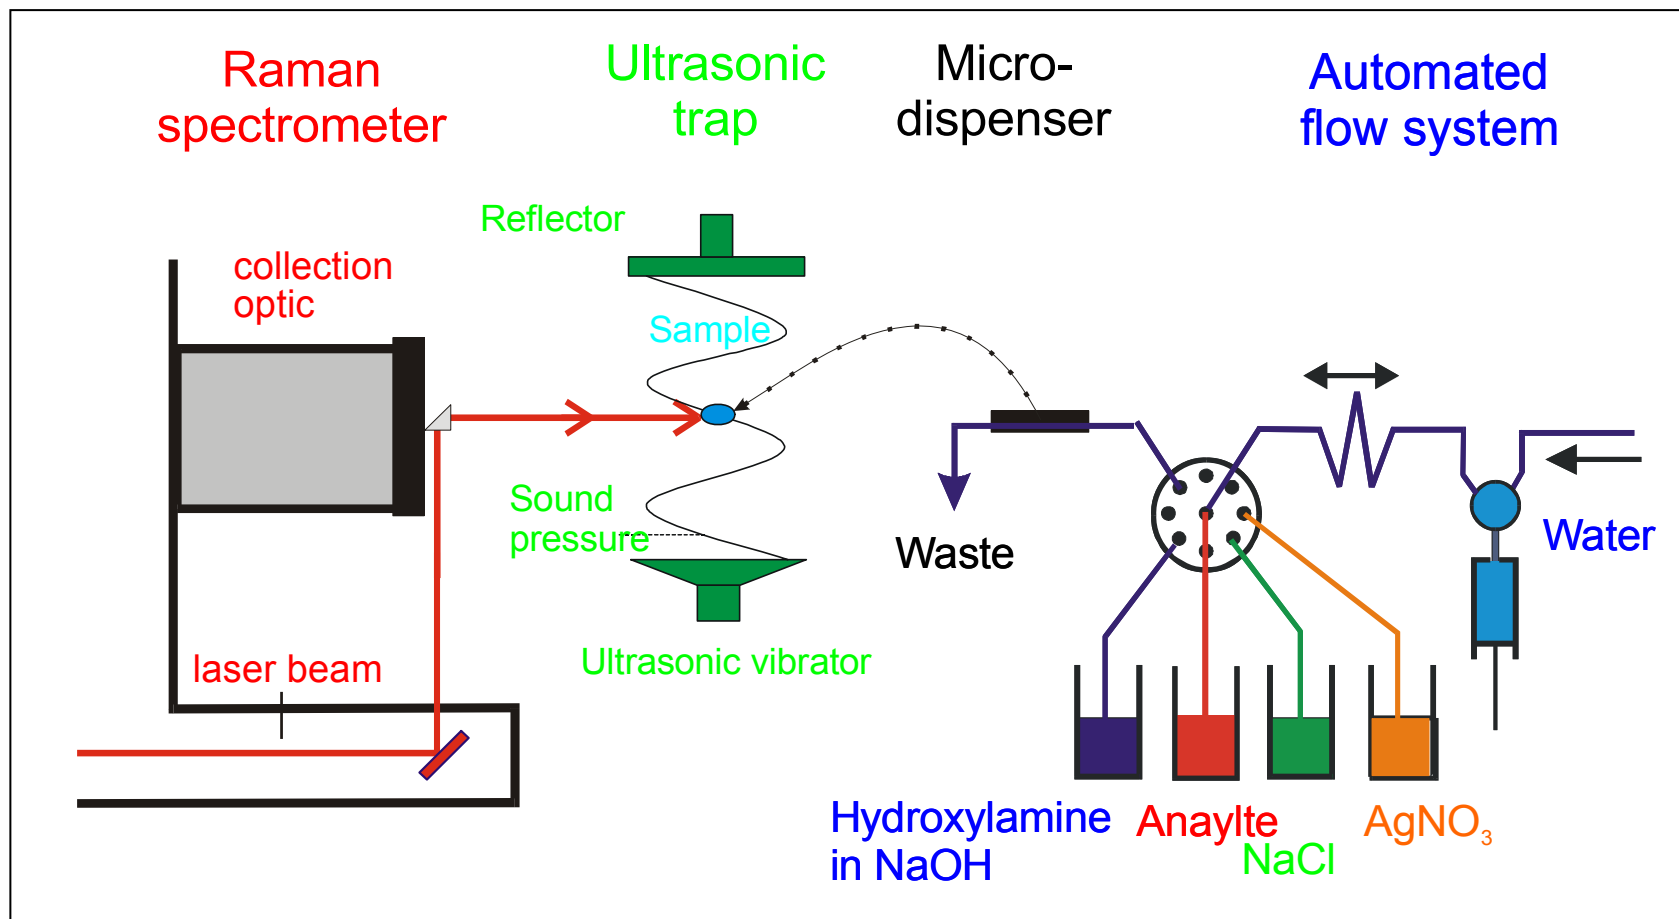 Raman
spectrometer
Ultrasonic
trap
Micro-
dispenser
Automated
flow system
Reflector
collection
optic
Sample
Sound
pressure
Waste
Water
laser beam
Ultrasonic vibrator
Hydroxylamine
in NaOH
Anaylte
NaCl
AgNO₃